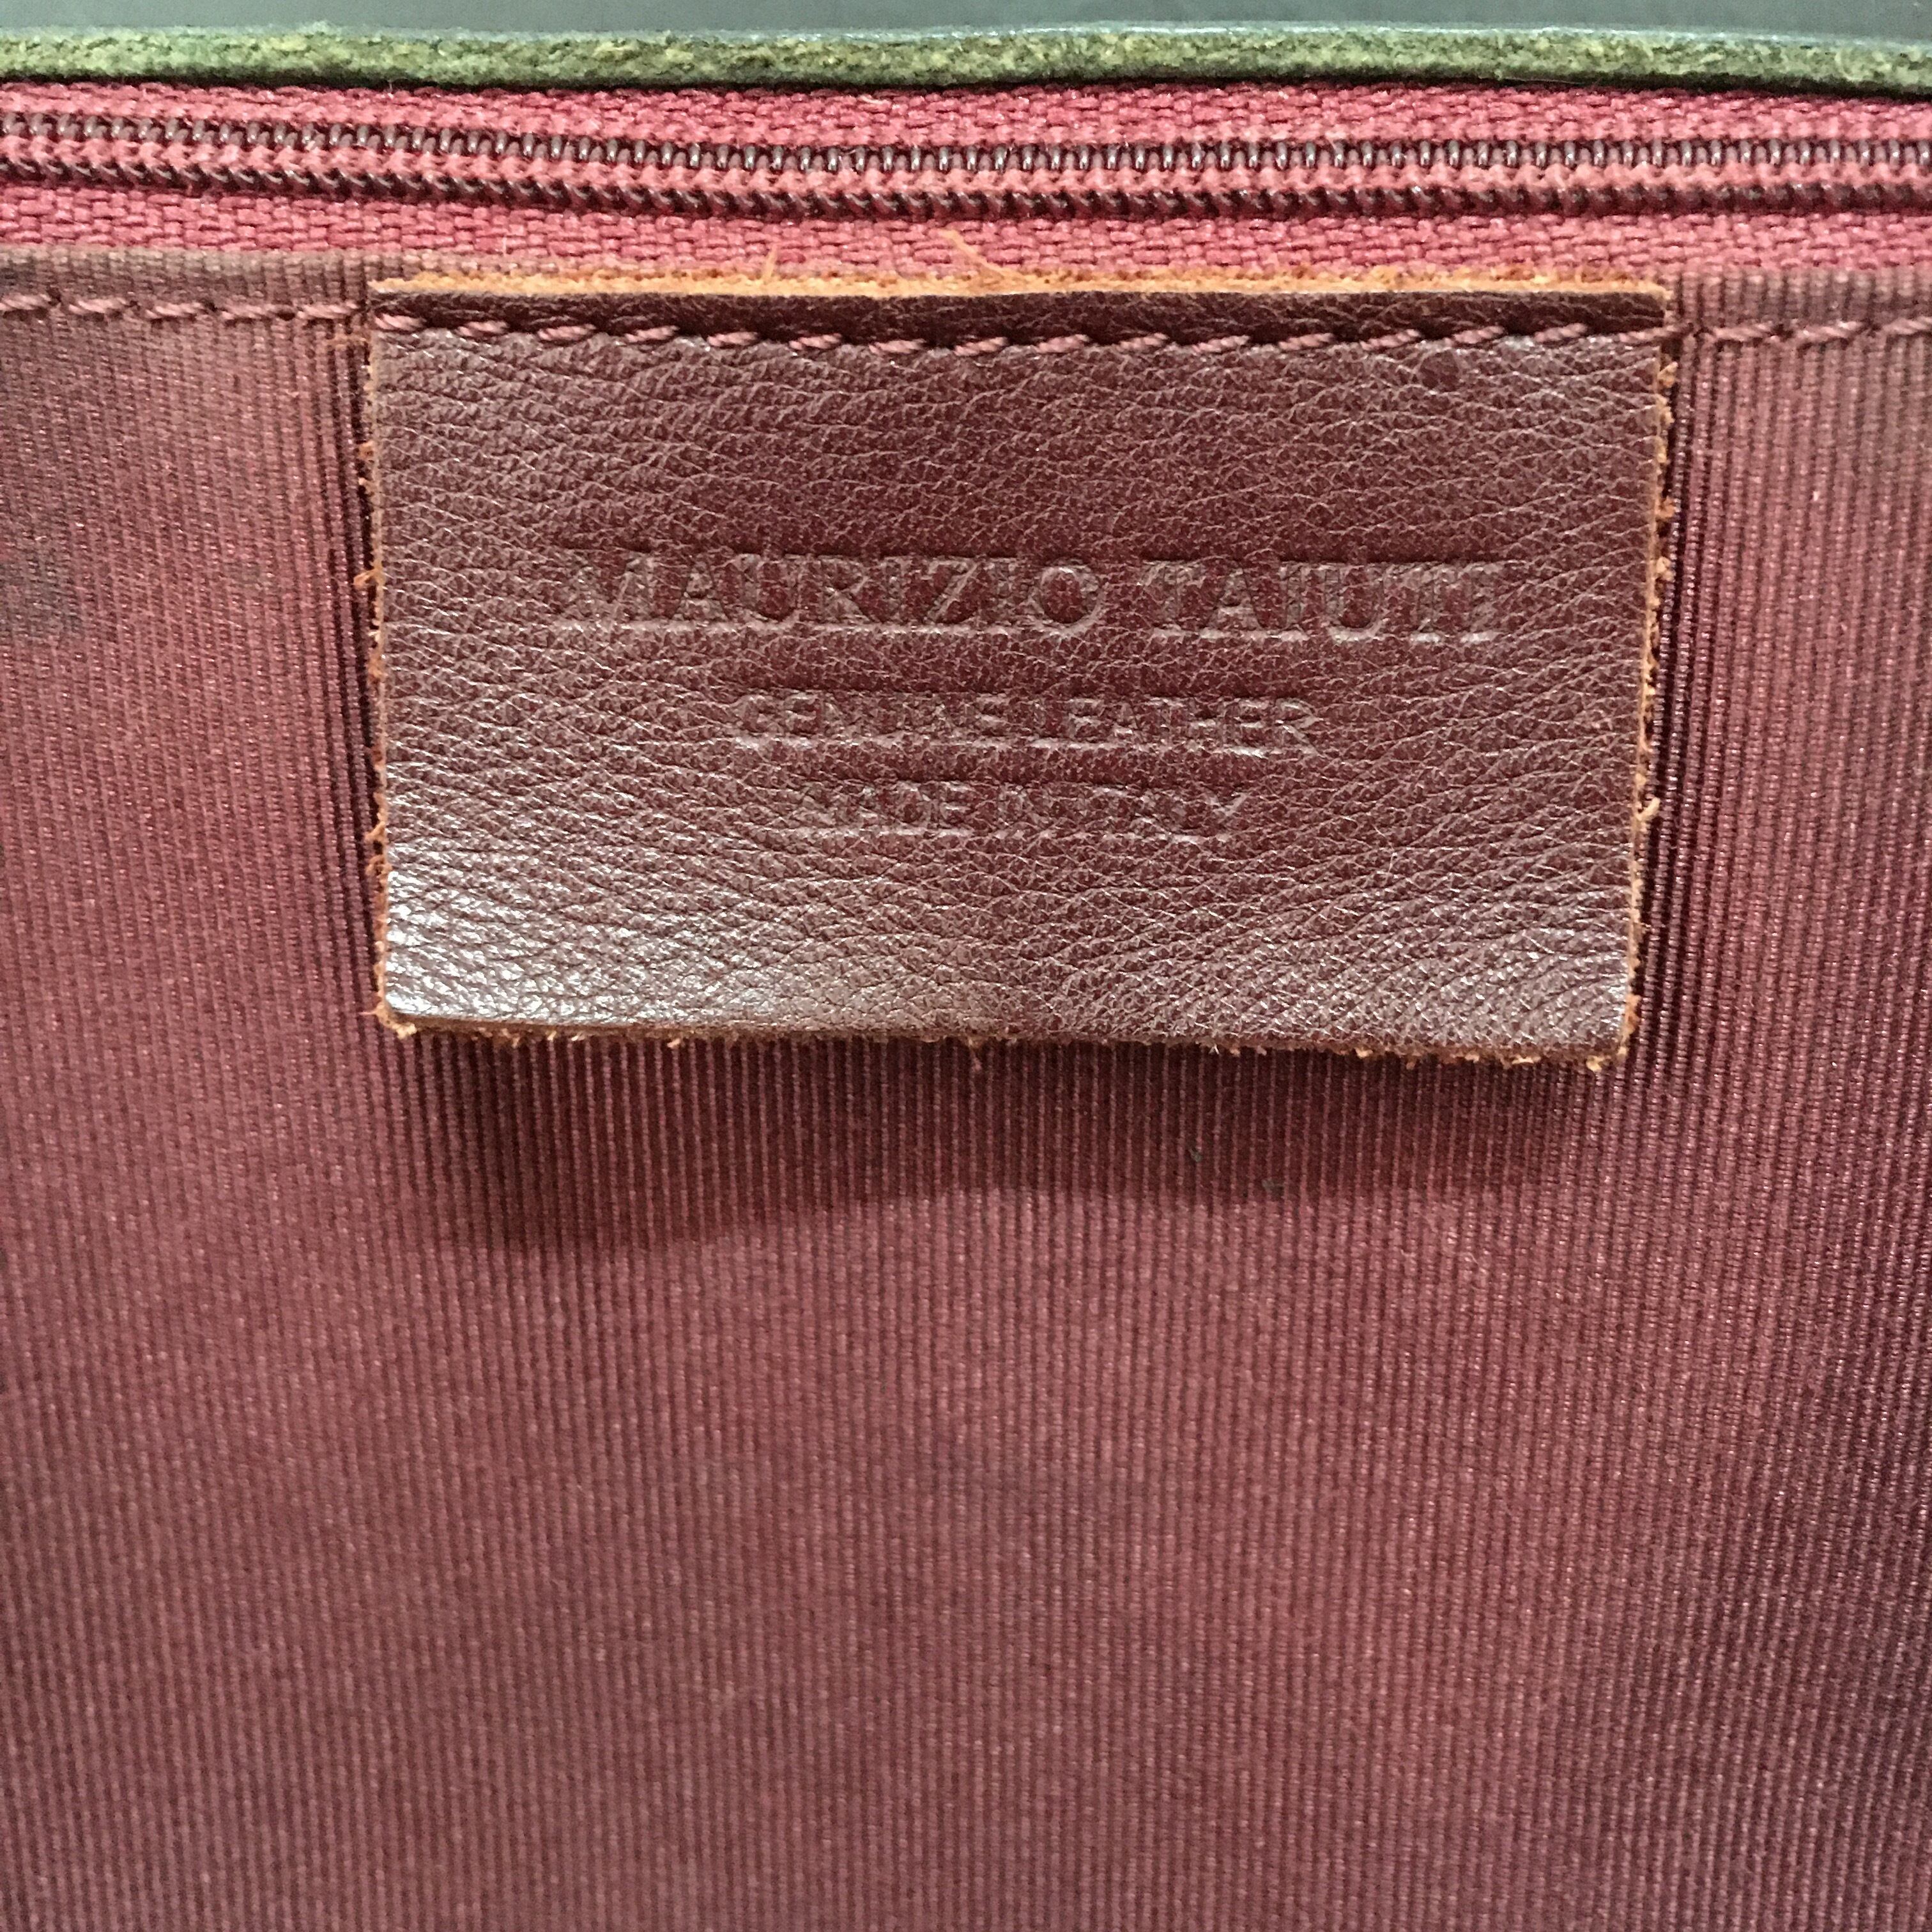 MAURIZIO TAIUTI
GENUINE LEATHER
MADE IN ITALY